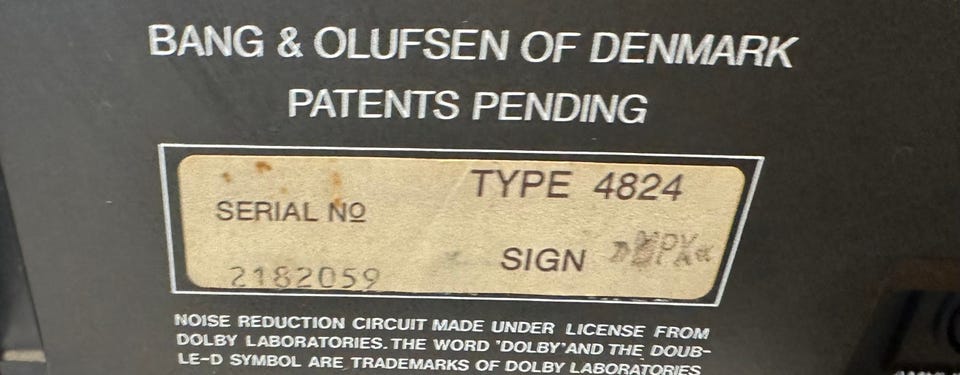 BANG & OLUFSEN OF DENMARK
PATENTS PENDING
TYPE 4824
SERIAL Nº
SIGN
2182059
NOISE REDUCTION CIRCUIT MADE UNDER LICENSE FROM
DOLBY LABORATORIES. THE WORD 'DOLBY' AND THE DOUB-
LE-D SYMBOL ARE TRADEMARKS OF DOLBY LABORATORIES